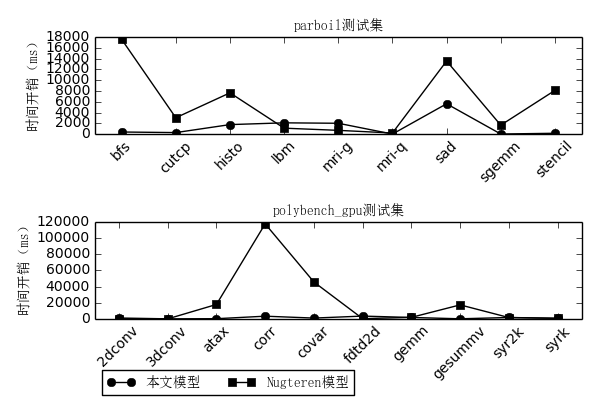 parboil测试集
时间开销（ms）
18000
16000
14000
12000
10000
8000
6000
4000
2000
0
bfs cutcp histo lbm mri-g mri-q sad sgemm stencil
polybench_gpu测试集
时间开销（ms）
120000
100000
80000
60000
40000
20000
0
2dconv 3dconv atax corr covar fdtd2d gemm gesummv syr2k syrk
本文模型 Nugteren模型